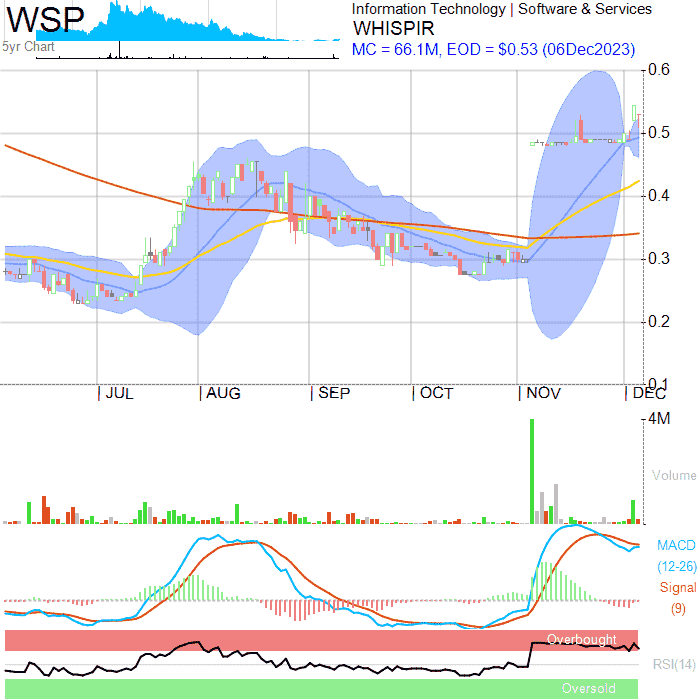 WSP
5yr Chart
Information Technology | Software & Services
WHISPIR
MC = 66.1M, EOD = $0.53 (06Dec2023)
0.6
0.5
0.4
0.3
0.2
0.1
JUL
AUG
SEP
OCT
NOV
DEC
4M
Volume
MACD
(12-26)
Signal
(9)
Overbought
RSI(14)
Oversold